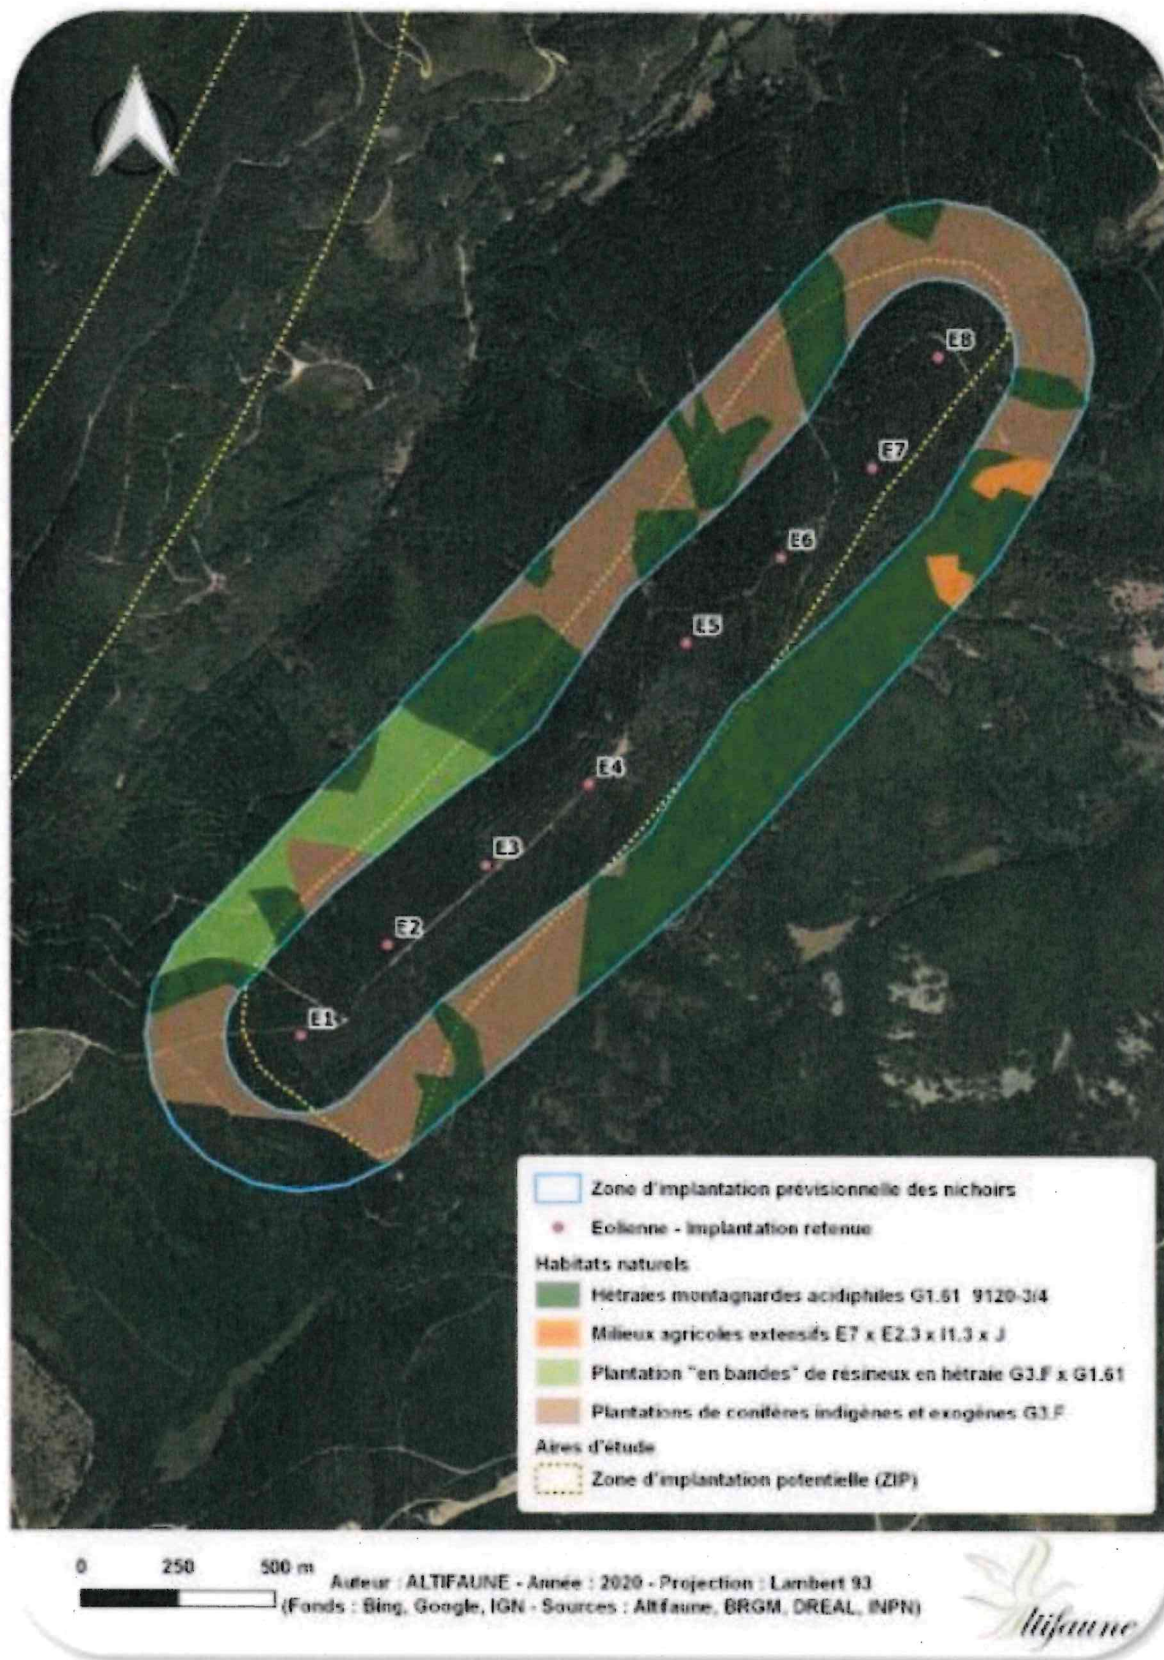 E8
E7
E6
E5
E4
E3
E2
E1
Zone d'implantation prévisionnelle des nichoirs
Eolienne - Implantation retenue
Habitats naturels
Hêtraies montagnardes acidiphiles G1.61 9120-3/4
Milieux agricoles extensifs E7 x E2.3 x I1.3 x J
Plantation "en bandes" de résineux en hêtraie G3.F x G1.61
Plantations de conifères indigènes et exogènes G3.F
Aires d'étude
Zone d'implantation potentielle (ZIP)
0 250 500 m
Auteur : ALTIFAUNE - Année : 2020 - Projection : Lambert 93
(Fonds : Bing, Google, IGN - Sources : Altifaune, BRGM, DREAL, INPN)
Altifaune